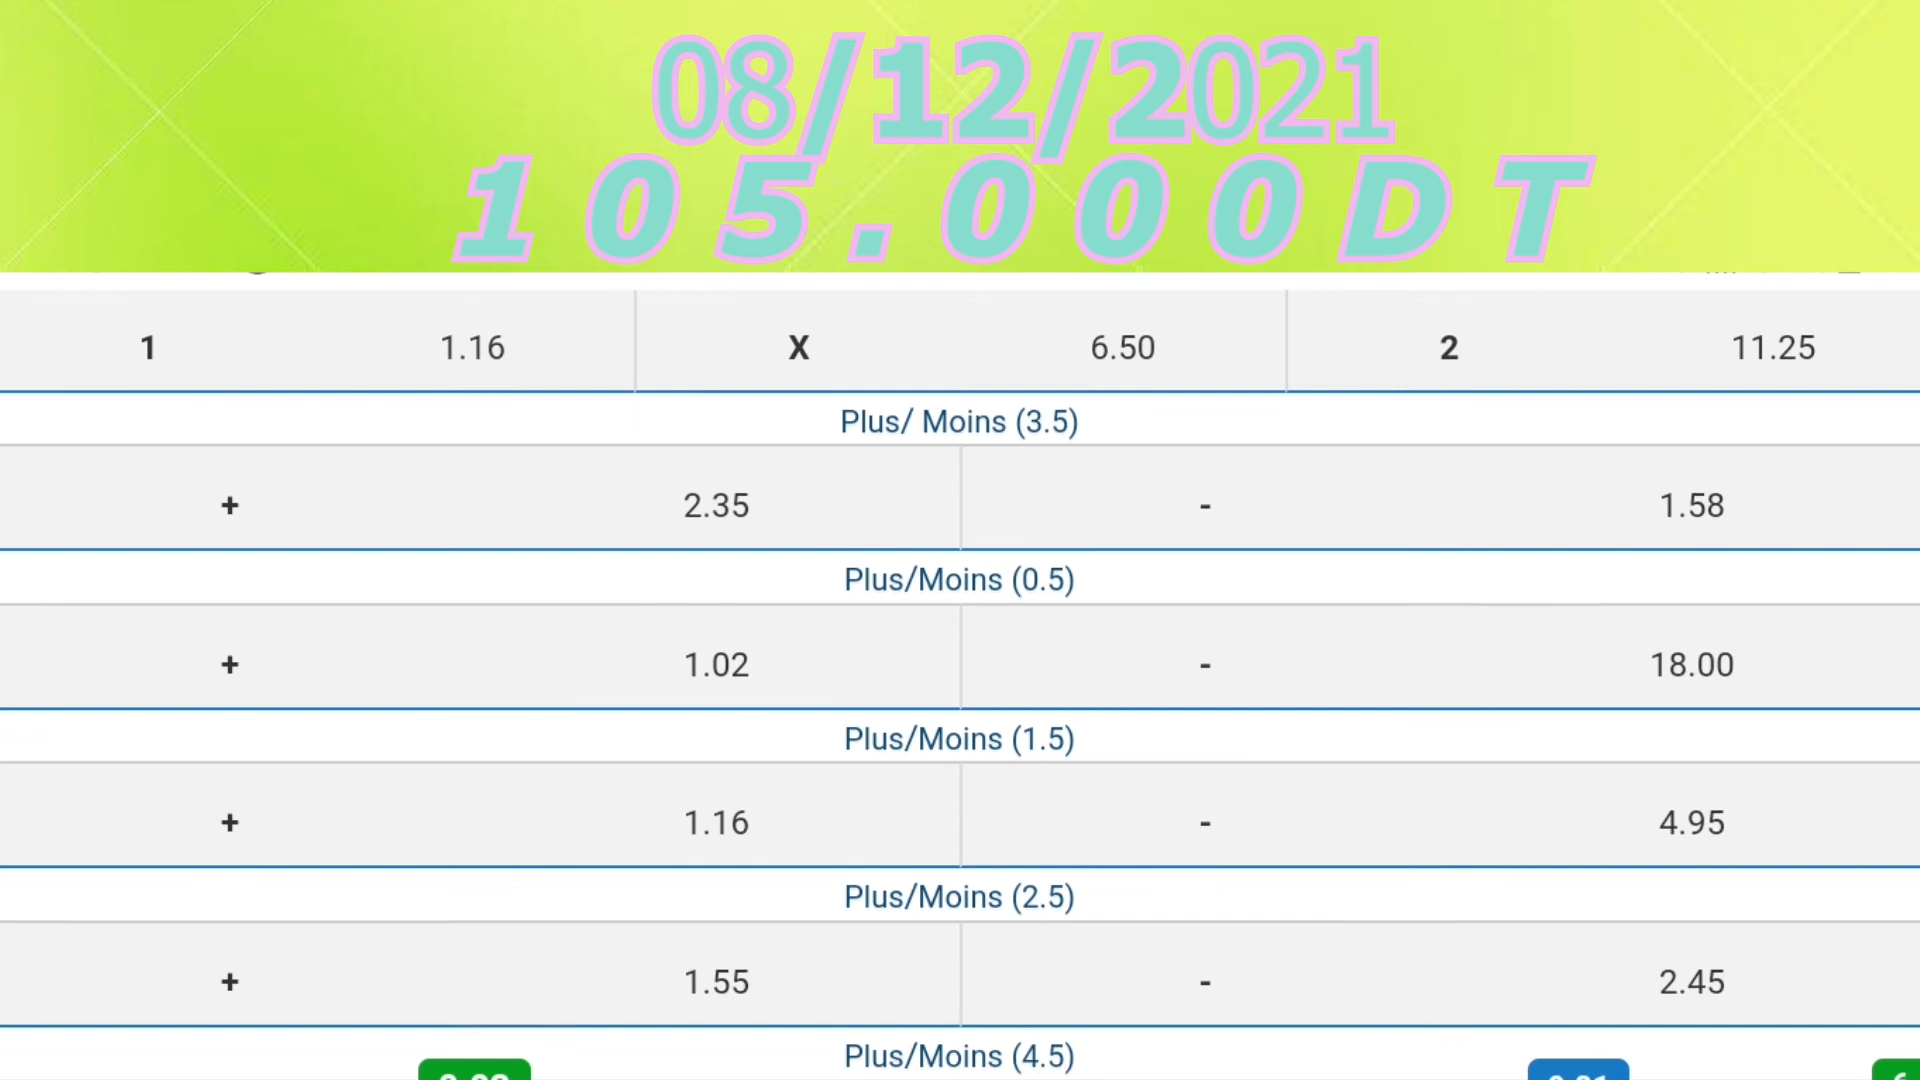 08/12/2021
105.000DT
1 1.16 X 6.50 2 11.25
Plus/ Moins (3.5)
+ 2.35 - 1.58
Plus/Moins (0.5)
+ 1.02 - 18.00
Plus/Moins (1.5)
+ 1.16 - 4.95
Plus/Moins (2.5)
+ 1.55 - 2.45
Plus/Moins (4.5)